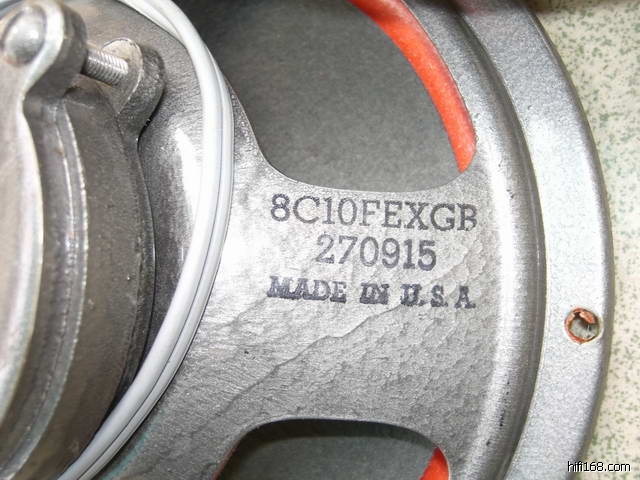 8C10FEXGB
270915
MADE IN U.S.A.
hifi168.com